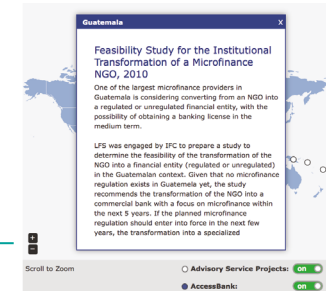 Guatemala X
Feasibility Study for the Institutional
Transformation of a Microfinance
NGO, 2010
One of the largest microfinance providers in
Guatemala is considering converting from an NGO into
a regulated or unregulated financial entity, with the
possibility of obtaining a banking license in the
medium term.
LFS was engaged by IFC to prepare a study to
determine the feasibility of the transformation of the
NGO into a financial entity (regulated or unregulated)
in the Guatemalan context. Given that no microfinance
regulation exists in Guatemela yet, the study
recommends the transformation of the NGO into a
commercial bank with a focus on microfinance within
the next 5 years. If the planned microfinance
regulation should enter into force in the next few
years, the transformation into a specialized
+
−
Scroll to Zoom
Advisory Service Projects: on
AccessBank: on